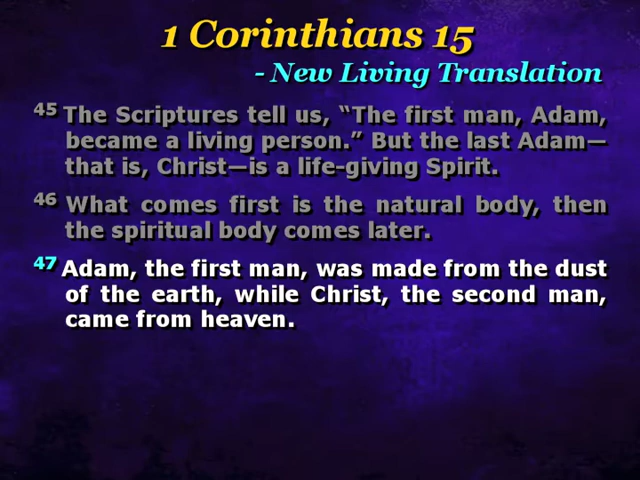 1 Corinthians 15
- New Living Translation
45 The Scriptures tell us, “The first man, Adam,
became a living person.” But the last Adam—
that is, Christ—is a life-giving Spirit.
46 What comes first is the natural body, then
the spiritual body comes later.
47 Adam, the first man, was made from the dust
of the earth, while Christ, the second man,
came from heaven.